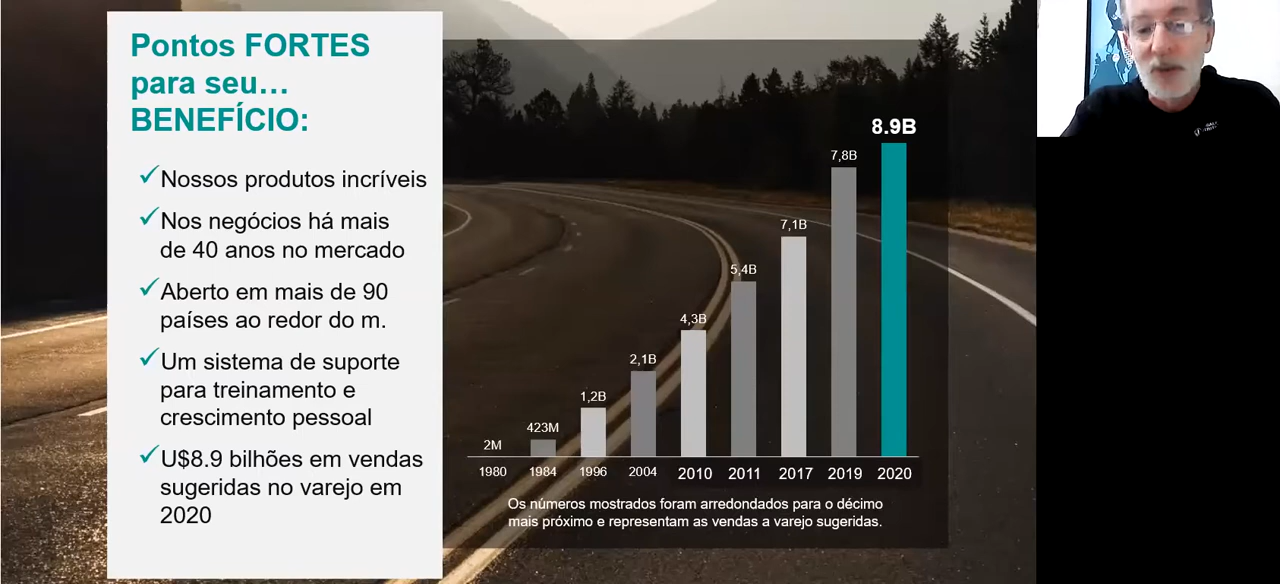 Pontos FORTES
para seu...
BENEFÍCIO:
✓Nossos produtos incríveis
✓Nos negócios há mais
de 40 anos no mercado
✓Aberto em mais de 90
países ao redor do m.
✓Um sistema de suporte
para treinamento e
crescimento pessoal
✓U$8.9 bilhões em vendas
sugeridas no varejo em
2020
2M
423M
1,2B
2,1B
4,3B
5,4B
7,1B
7,8B
8.9B
1980 1984 1996 2004 2010 2011 2017 2019 2020
Os números mostrados foram arredondados para o décimo
mais próximo e representam as vendas a varejo sugeridas.